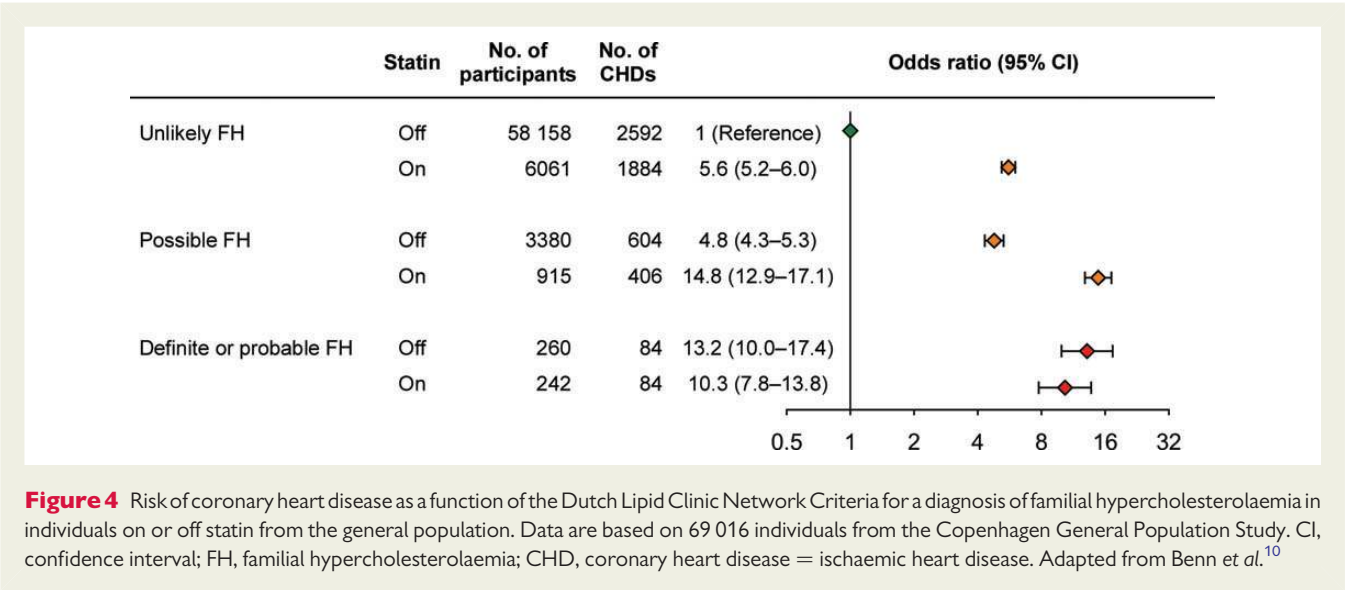 Statin No. of participants No. of CHDs Odds ratio (95% CI)
Unlikely FH Off 58 158 2592 1 (Reference)
On 6061 1884 5.6 (5.2–6.0)
Possible FH Off 3380 604 4.8 (4.3–5.3)
On 915 406 14.8 (12.9–17.1)
Definite or probable FH Off 260 84 13.2 (10.0–17.4)
On 242 84 10.3 (7.8–13.8)
0.5 1 2 4 8 16 32
Figure 4 Risk of coronary heart disease as a function of the Dutch Lipid Clinic Network Criteria for a diagnosis of familial hypercholesterolaemia in
individuals on or off statin from the general population. Data are based on 69 016 individuals from the Copenhagen General Population Study. CI,
confidence interval; FH, familial hypercholesterolaemia; CHD, coronary heart disease = ischaemic heart disease. Adapted from Benn et al.10